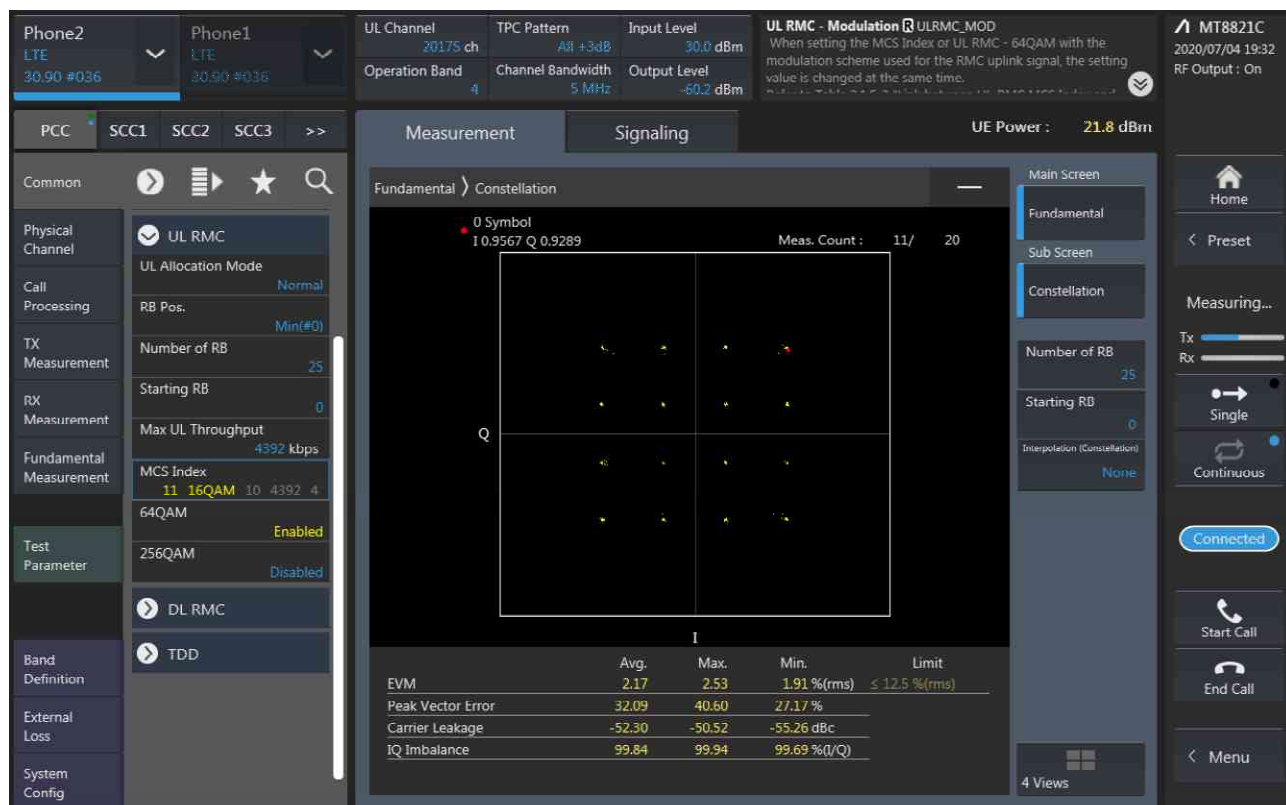 Phone2
LTE
30.90 #036
Phone1
LTE
30.90 #036
UL Channel
20175 ch
Operation Band
4
TPC Pattern
All +3dB
Channel Bandwidth
5 MHz
Input Level
30.0 dBm
Output Level
-60.2 dBm
UL RMC - Modulation R ULRMC_MOD
When setting the MCS Index or UL RMC - 64QAM with the
modulation scheme used for the RMC uplink signal, the setting
value is changed at the same time.
MT8821C
2020/07/04 19:32
RF Output : On
PCC
SCC1
SCC2
SCC3
>>
Measurement
Signaling
UE Power : 21.8 dBm
Common
Physical
Channel
Call
Processing
TX
Measurement
RX
Measurement
Fundamental
Measurement
Test
Parameter
Band
Definition
External
Loss
System
Config
UL RMC
UL Allocation Mode
Normal
RB Pos.
Min(#0)
Number of RB
25
Starting RB
0
Max UL Throughput
4392 kbps
MCS Index
11 16QAM 10 4392 4
64QAM
Enabled
256QAM
Disabled
DL RMC
TDD
Fundamental Constellation
0 Symbol
I 0.9567 Q 0.9289
Meas. Count : 11/ 20
Q
I
Avg. Max. Min. Limit
EVM 2.17 2.53 1.91 %(rms) ≤ 12.5 %(rms)
Peak Vector Error 32.09 40.60 27.17 %
Carrier Leakage -52.30 -50.52 -55.26 dBc
IQ Imbalance 99.84 99.94 99.69 %(I/Q)
Main Screen
Fundamental
Sub Screen
Constellation
Number of RB
25
Starting RB
0
Interpolation (Constellation)
None
4 Views
Home
< Preset
Measuring...
Tx
Rx
Single
Continuous
Connected
Start Call
End Call
< Menu